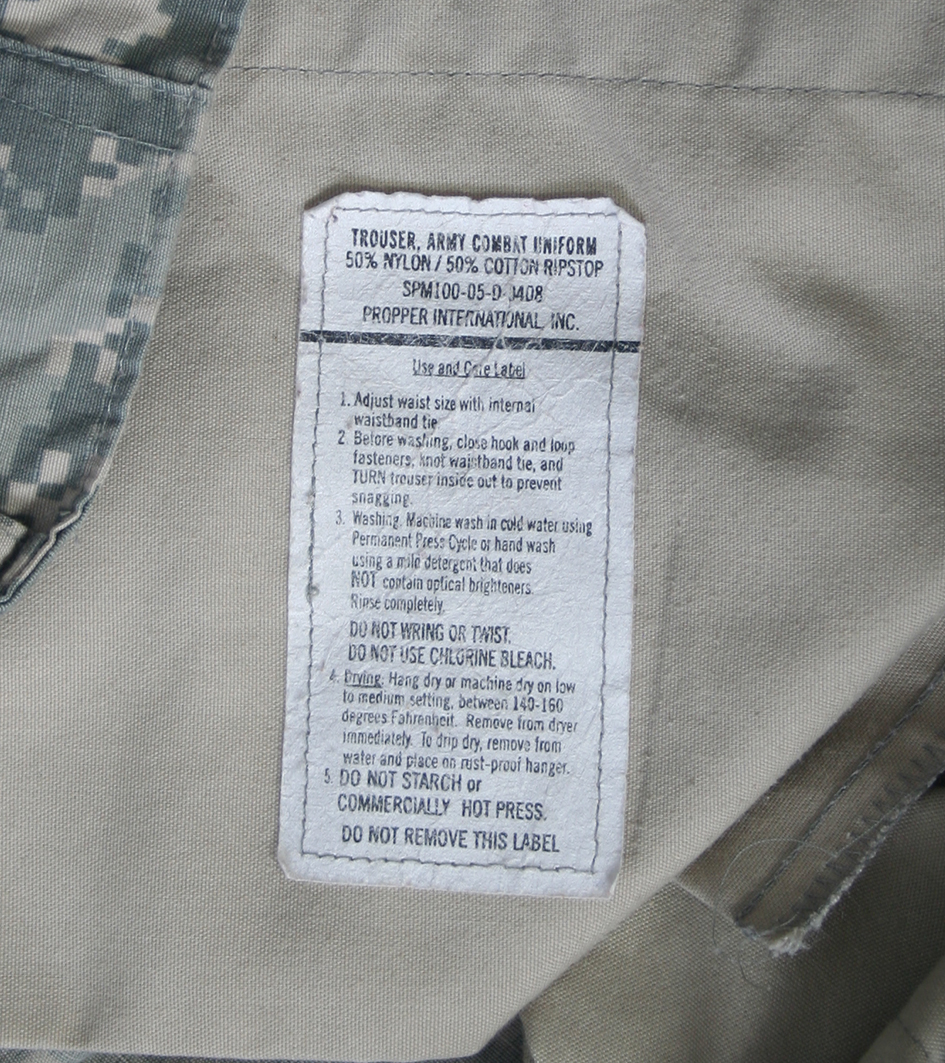 TROUSER, ARMY COMBAT UNIFORM
50% NYLON / 50% COTTON RIPSTOP
SPM100-05-D-0408
PROPPER INTERNATIONAL, INC.
Use and Care Label
1. Adjust waist size with internal
waistband tie
2. Before washing, close hook and loop
fasteners, knot waistband tie, and
TURN trouser inside out to prevent
snagging.
3. Washing. Machine wash in cold water using
Permanent Press Cycle or hand wash
using a mild detergent that does
NOT contain optical brighteners.
Rinse completely.
DO NOT WRING OR TWIST.
DO NOT USE CHLORINE BLEACH.
4. Drying: Hang dry or machine dry on low
to medium setting, between 140-160
degrees Fahrenheit. Remove from dryer
immediately. To drip dry, remove from
water and place on rust-proof hanger.
5. DO NOT STARCH or
COMMERCIALLY HOT PRESS.
DO NOT REMOVE THIS LABEL